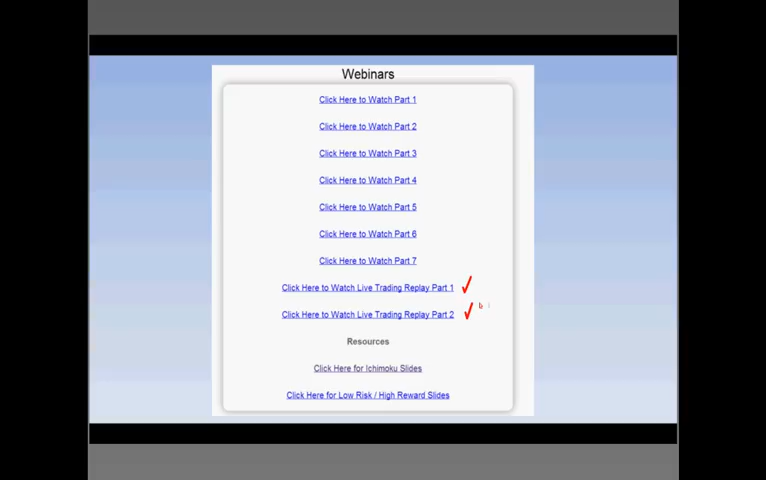 Webinars
Click Here to Watch Part 1
Click Here to Watch Part 2
Click Here to Watch Part 3
Click Here to Watch Part 4
Click Here to Watch Part 5
Click Here to Watch Part 6
Click Here to Watch Part 7
Click Here to Watch Live Trading Replay Part 1
Click Here to Watch Live Trading Replay Part 2
Resources
Click Here for Ichimoku Slides
Click Here for Low Risk / High Reward Slides